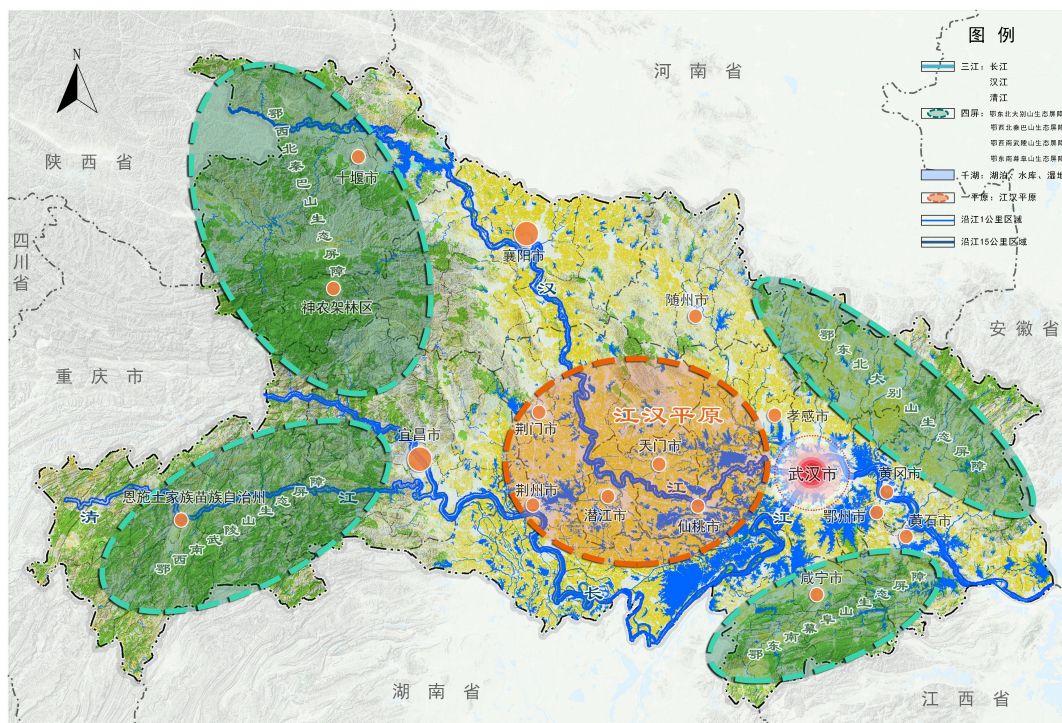 图 例
三江：长江
汉江
清江
四屏：鄂东北大别山生态屏障
鄂西北秦巴山生态屏障
鄂西南武陵山生态屏障
鄂东南幕阜山生态屏障
千湖：湖泊、水库、湿地
一平原：江汉平原
沿江1公里区域
沿江15公里区域
N
河南省
陕西省
四川省
重庆市
安徽省
湖南省
江西省
鄂西北秦巴山生态屏障
十堰市
神农架林区
襄阳市
汉
随州市
鄂东北大别山生态屏障
江汉平原
荆门市
孝感市
宜昌市
天门市
武汉市
黄冈市
恩施土家族苗族自治州
清
江
鄂西南武陵山生态屏障
荆州市
潜江市
江
仙桃市
江
鄂州市
黄石市
长
咸宁市
鄂东南幕阜山生态屏障